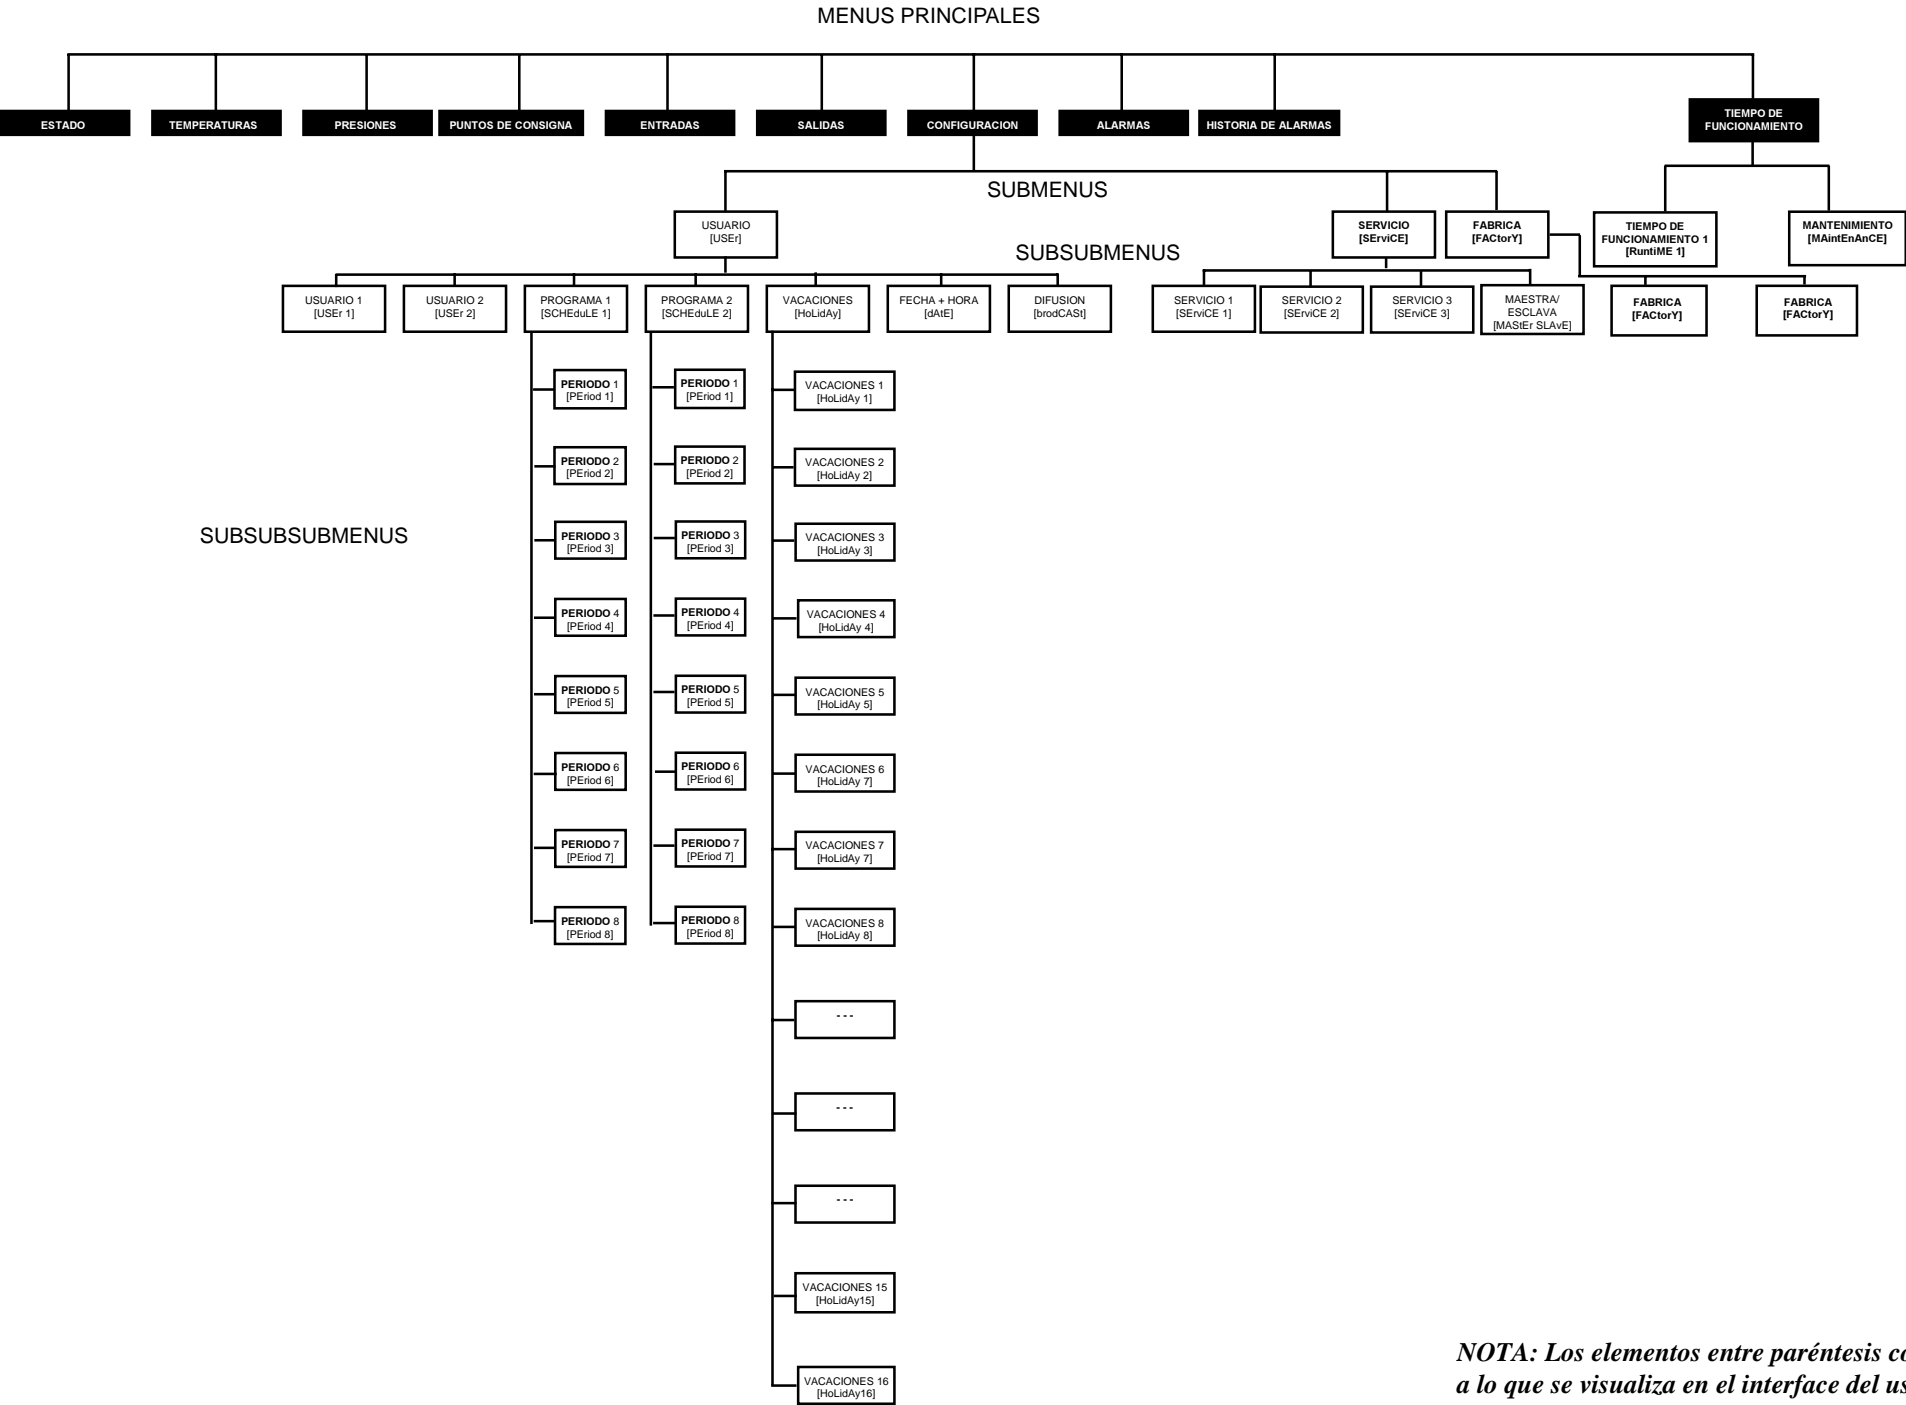 MENUS PRINCIPALES
ESTADO
TEMPERATURAS
PRESIONES
PUNTOS DE CONSIGNA
ENTRADAS
SALIDAS
CONFIGURACION
ALARMAS
HISTORIA DE ALARMAS
TIEMPO DE
FUNCIONAMIENTO
SUBMENUS
USUARIO
[USEr]
SERVICIO
[SErviCE]
FABRICA
[FACtorY]
TIEMPO DE
FUNCIONAMIENTO 1
[RuntiME 1]
MANTENIMIENTO
[MAintEnAnCE]
SUBSUBMENUS
USUARIO 1
[USEr 1]
USUARIO 2
[USEr 2]
PROGRAMA 1
[SCHEduLE 1]
PROGRAMA 2
[SCHEduLE 2]
VACACIONES
[HoLidAy]
FECHA + HORA
[dAtE]
DIFUSION
[brodCASt]
SERVICIO 1
[SErviCE 1]
SERVICIO 2
[SErviCE 2]
SERVICIO 3
[SErviCE 3]
MAESTRA/
ESCLAVA
[MAStEr SLAvE]
FABRICA
[FACtorY]
FABRICA
[FACtorY]
PERIODO 1
[PEriod 1]
PERIODO 1
[PEriod 1]
VACACIONES 1
[HoLidAy 1]
PERIODO 2
[PEriod 2]
PERIODO 2
[PEriod 2]
VACACIONES 2
[HoLidAy 2]
SUBSUBSUBMENUS
PERIODO 3
[PEriod 3]
PERIODO 3
[PEriod 3]
VACACIONES 3
[HoLidAy 3]
PERIODO 4
[PEriod 4]
PERIODO 4
[PEriod 4]
VACACIONES 4
[HoLidAy 4]
PERIODO 5
[PEriod 5]
PERIODO 5
[PEriod 5]
VACACIONES 5
[HoLidAy 5]
PERIODO 6
[PEriod 6]
PERIODO 6
[PEriod 6]
VACACIONES 6
[HoLidAy 7]
PERIODO 7
[PEriod 7]
PERIODO 7
[PEriod 7]
VACACIONES 7
[HoLidAy 7]
PERIODO 8
[PEriod 8]
PERIODO 8
[PEriod 8]
VACACIONES 8
[HoLidAy 8]
- - -
- - -
- - -
VACACIONES 15
[HoLidAy15]
VACACIONES 16
[HoLidAy16]
NOTA: Los elementos entre paréntesis
a lo que se visualiza en el interface del